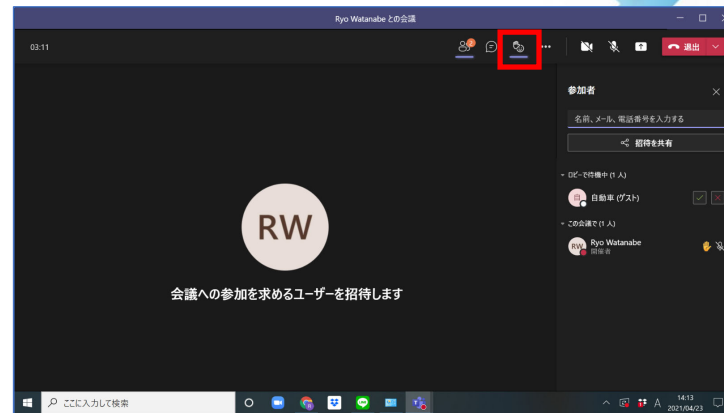 Ryo Watanabe との会議
03:11
2
退出
参加者
名前、メール、電話番号を入力する
招待を共有
ロビーで待機中 (1 人)
自
自動車 (ゲスト)
この会議で (1 人)
RW
Ryo Watanabe
開催者
RW
会議への参加を求めるユーザーを招待します
ここに入力して検索
A
14:13
2021/04/23